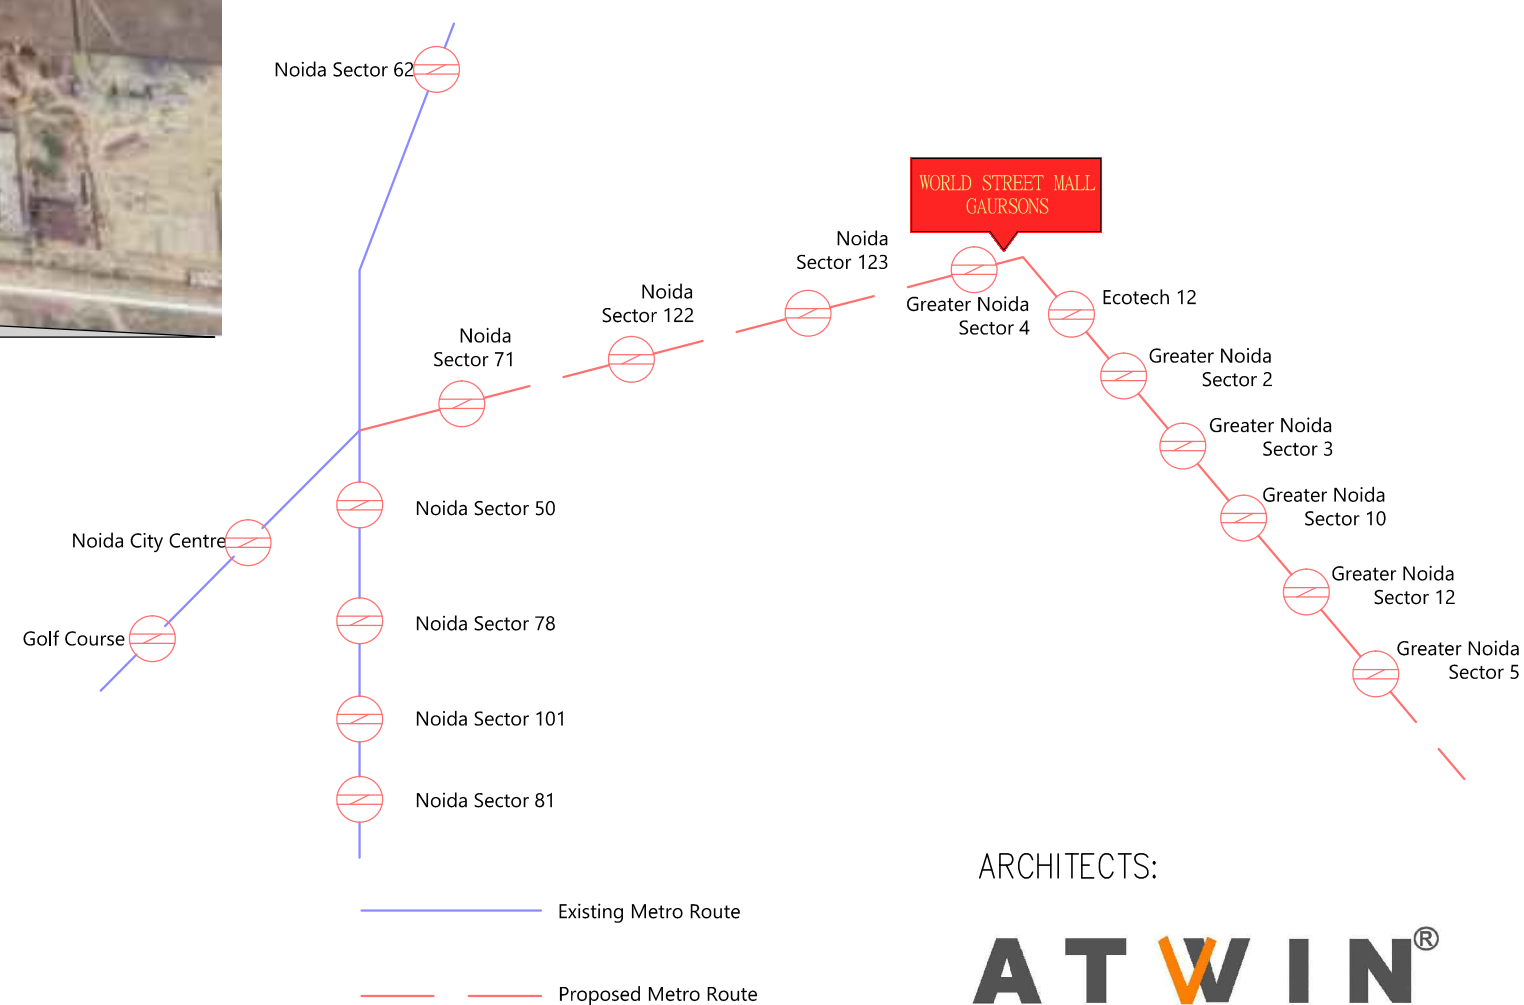 Noida Sector 62
WORLD STREET MALL
GAURSONS
Noida
Sector 123
Noida
Sector 122
Noida
Sector 71
Greater Noida
Sector 4
Ecotech 12
Greater Noida
Sector 2
Greater Noida
Sector 3
Greater Noida
Sector 10
Greater Noida
Sector 12
Greater Noida
Sector 5
Noida Sector 50
Noida City Centre
Golf Course
Noida Sector 78
Noida Sector 101
Noida Sector 81
Existing Metro Route
Proposed Metro Route
ARCHITECTS:
ATWIN®